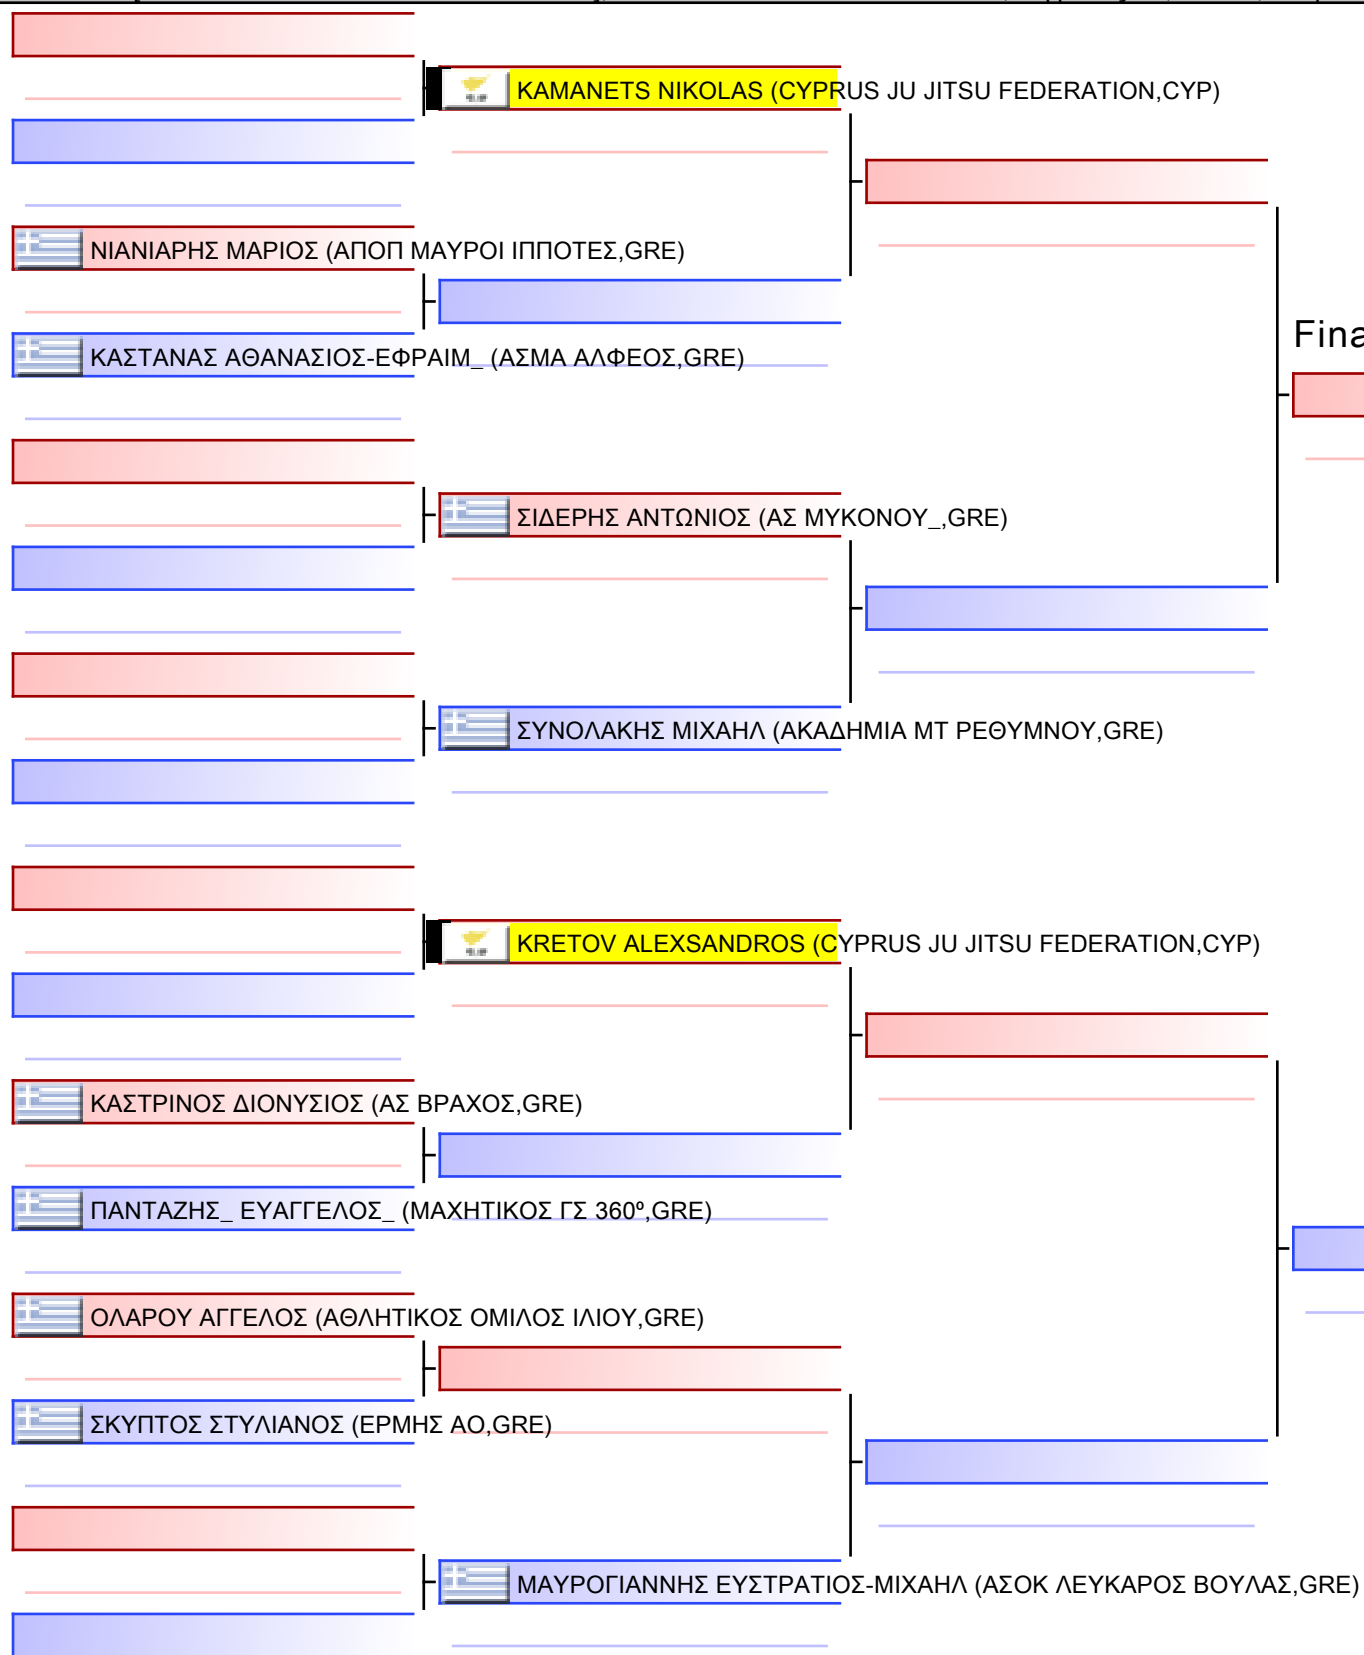 KAMANETS NIKOLAS (CYPRUS JU JITSU FEDERATION,CYP)
ΝΙΑΝΙΑΡΗΣ ΜΑΡΙΟΣ (ΑΠΟΠ ΜΑΥΡΟΙ ΙΠΠΟΤΕΣ,GRE)
Fina
ΚΑΣΤΑΝΑΣ ΑΘΑΝΑΣΙΟΣ-ΕΦΡΑΙΜ_ (ΑΣΜΑ ΑΛΦΕΟΣ,GRE)
ΣΙΔΕΡΗΣ ΑΝΤΩΝΙΟΣ (ΑΣ ΜΥΚΟΝΟΥ_,GRE)
ΣΥΝΟΛΑΚΗΣ ΜΙΧΑΗΛ (ΑΚΑΔΗΜΙΑ ΜΤ ΡΕΘΥΜΝΟΥ,GRE)
KRETOV ALEXSANDROS (CYPRUS JU JITSU FEDERATION,CYP)
ΚΑΣΤΡΙΝΟΣ ΔΙΟΝΥΣΙΟΣ (ΑΣ ΒΡΑΧΟΣ,GRE)
ΠΑΝΤΑΖΗΣ_ ΕΥΑΓΓΕΛΟΣ_ (ΜΑΧΗΤΙΚΟΣ ΓΣ 360º,GRE)
ΟΛΑΡΟΥ ΑΓΓΕΛΟΣ (ΑΘΛΗΤΙΚΟΣ ΟΜΙΛΟΣ ΙΛΙΟΥ,GRE)
ΣΚΥΠΤΟΣ ΣΤΥΛΙΑΝΟΣ (ΕΡΜΗΣ ΑΟ,GRE)
ΜΑΥΡΟΓΙΑΝΝΗΣ ΕΥΣΤΡΑΤΙΟΣ-ΜΙΧΑΗΛ (ΑΣΟΚ ΛΕΥΚΑΡΟΣ ΒΟΥΛΑΣ,GRE)